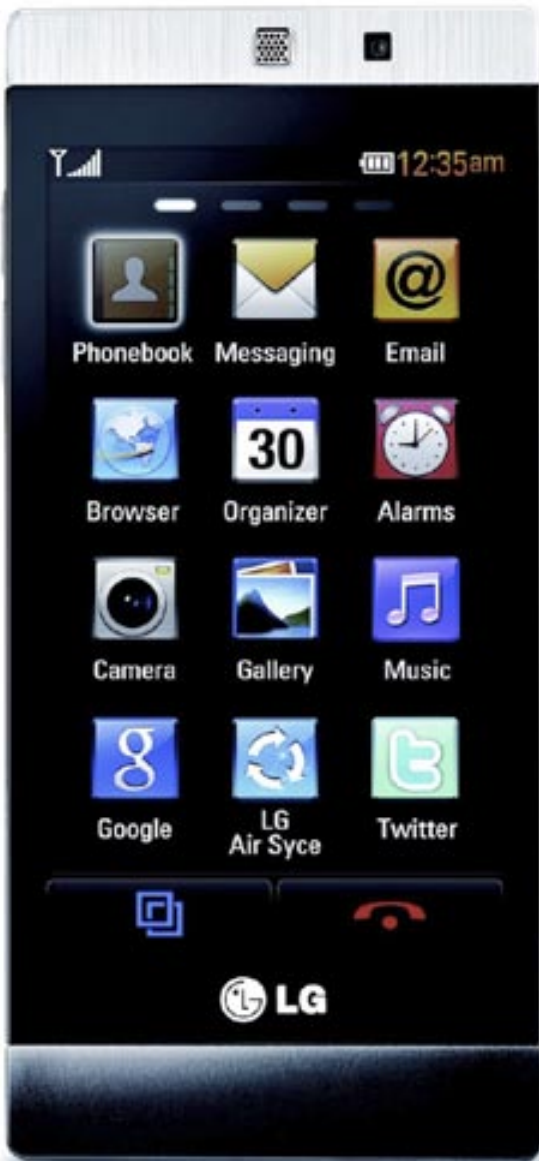 12:35am
Phonebook Messaging Email
@
Browser Organizer Alarms
30
Camera Gallery Music
g
Google LG Air Syce Twitter
t
LG